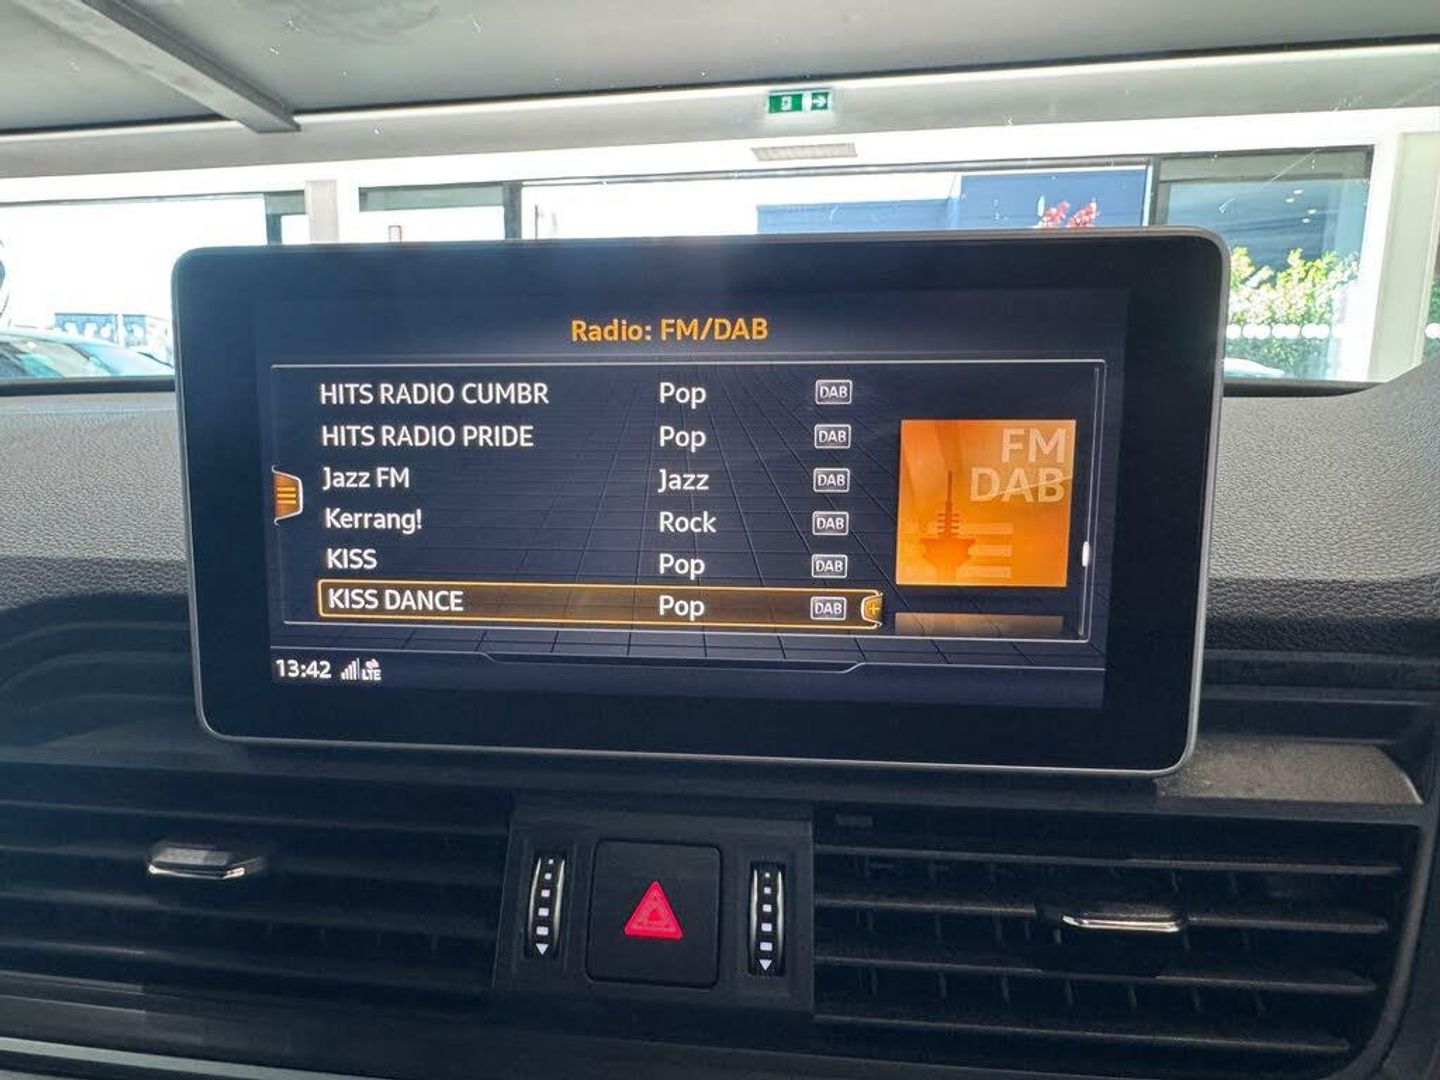 Radio: FM/DAB
HITS RADIO CUMBR Pop DAB
HITS RADIO PRIDE Pop DAB
Jazz FM Jazz DAB
Kerrang! Rock DAB
KISS Pop DAB
KISS DANCE Pop DAB
FM
DAB
13:42 LTE